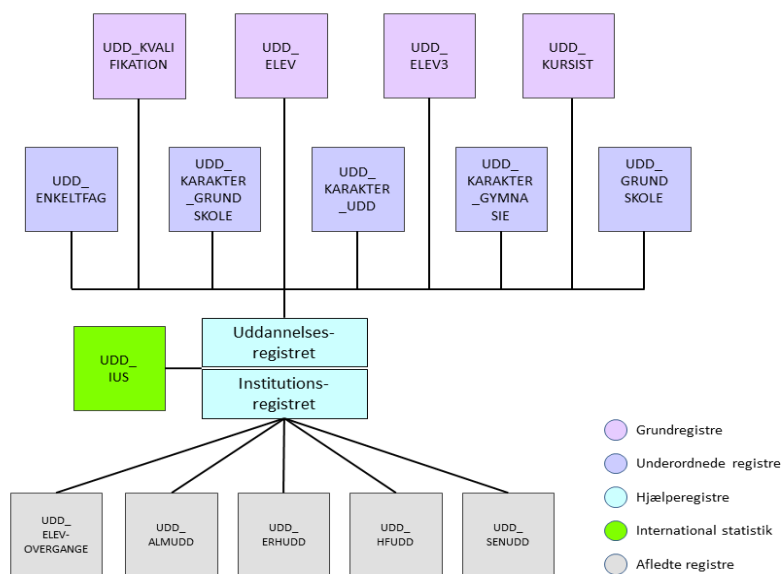 UDD_KVALI
FIKATION
UDD_
ELEV
UDD_
ELEV3
UDD_
KURSIST
UDD_
ENKELTFAG
UDD_
KARAKTER
_GRUND
SKOLE
UDD_
KARAKTER
_UDD
UDD_
KARAKTER
_GYMNA
SIE
UDD_
GRUND
SKOLE
Uddannelses-
registret
UDD_
IUS
Institutions-
registret
Grundregistre
Underordnede registre
Hjælperegistre
International statistik
Afledte registre
UDD_
ELEV-
OVERGANGE
UDD_
ALMUDD
UDD_
ERHUDD
UDD_
HFUDD
UDD_
SENUDD